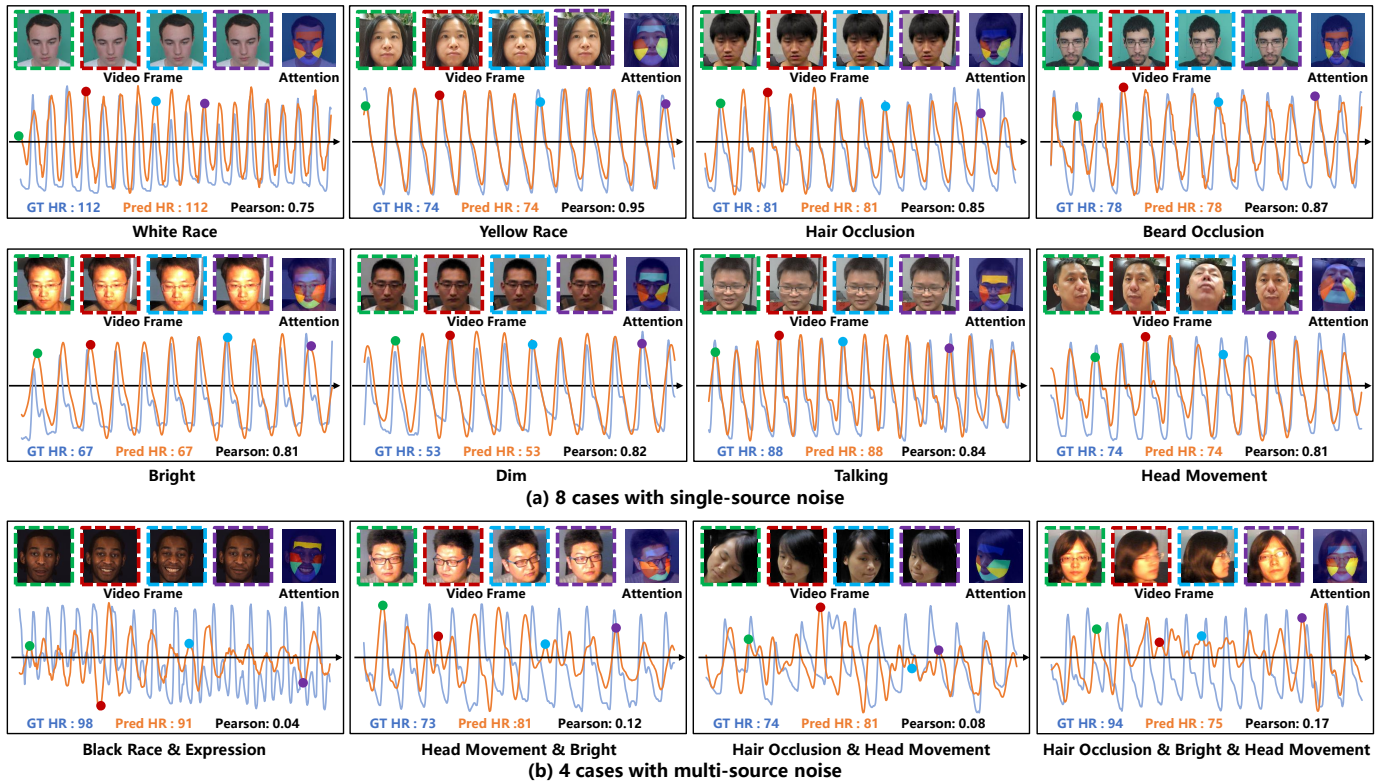 Video Frame Attention
GT HR : 112 Pred HR : 112 Pearson: 0.75
White Race
Video Frame Attention
GT HR : 74 Pred HR : 74 Pearson: 0.95
Yellow Race
Video Frame Attention
GT HR : 81 Pred HR : 81 Pearson: 0.85
Hair Occlusion
Video Frame Attention
GT HR : 78 Pred HR : 78 Pearson: 0.87
Beard Occlusion
Video Frame Attention
GT HR : 67 Pred HR : 67 Pearson: 0.81
Bright
Video Frame Attention
GT HR : 53 Pred HR : 53 Pearson: 0.82
Dim
Video Frame Attention
GT HR : 88 Pred HR : 88 Pearson: 0.84
Talking
Video Frame Attention
GT HR : 74 Pred HR : 74 Pearson: 0.81
Head Movement
(a) 8 cases with single-source noise
Video Frame Attention
GT HR : 98 Pred HR : 91 Pearson: 0.04
Black Race & Expression
Video Frame Attention
GT HR : 73 Pred HR :81 Pearson: 0.12
Head Movement & Bright
Video Frame Attention
GT HR : 74 Pred HR : 81 Pearson: 0.08
Hair Occlusion & Head Movement
Video Frame Attention
GT HR : 94 Pred HR : 75 Pearson: 0.17
Hair Occlusion & Bright & Head Movement
(b) 4 cases with multi-source noise